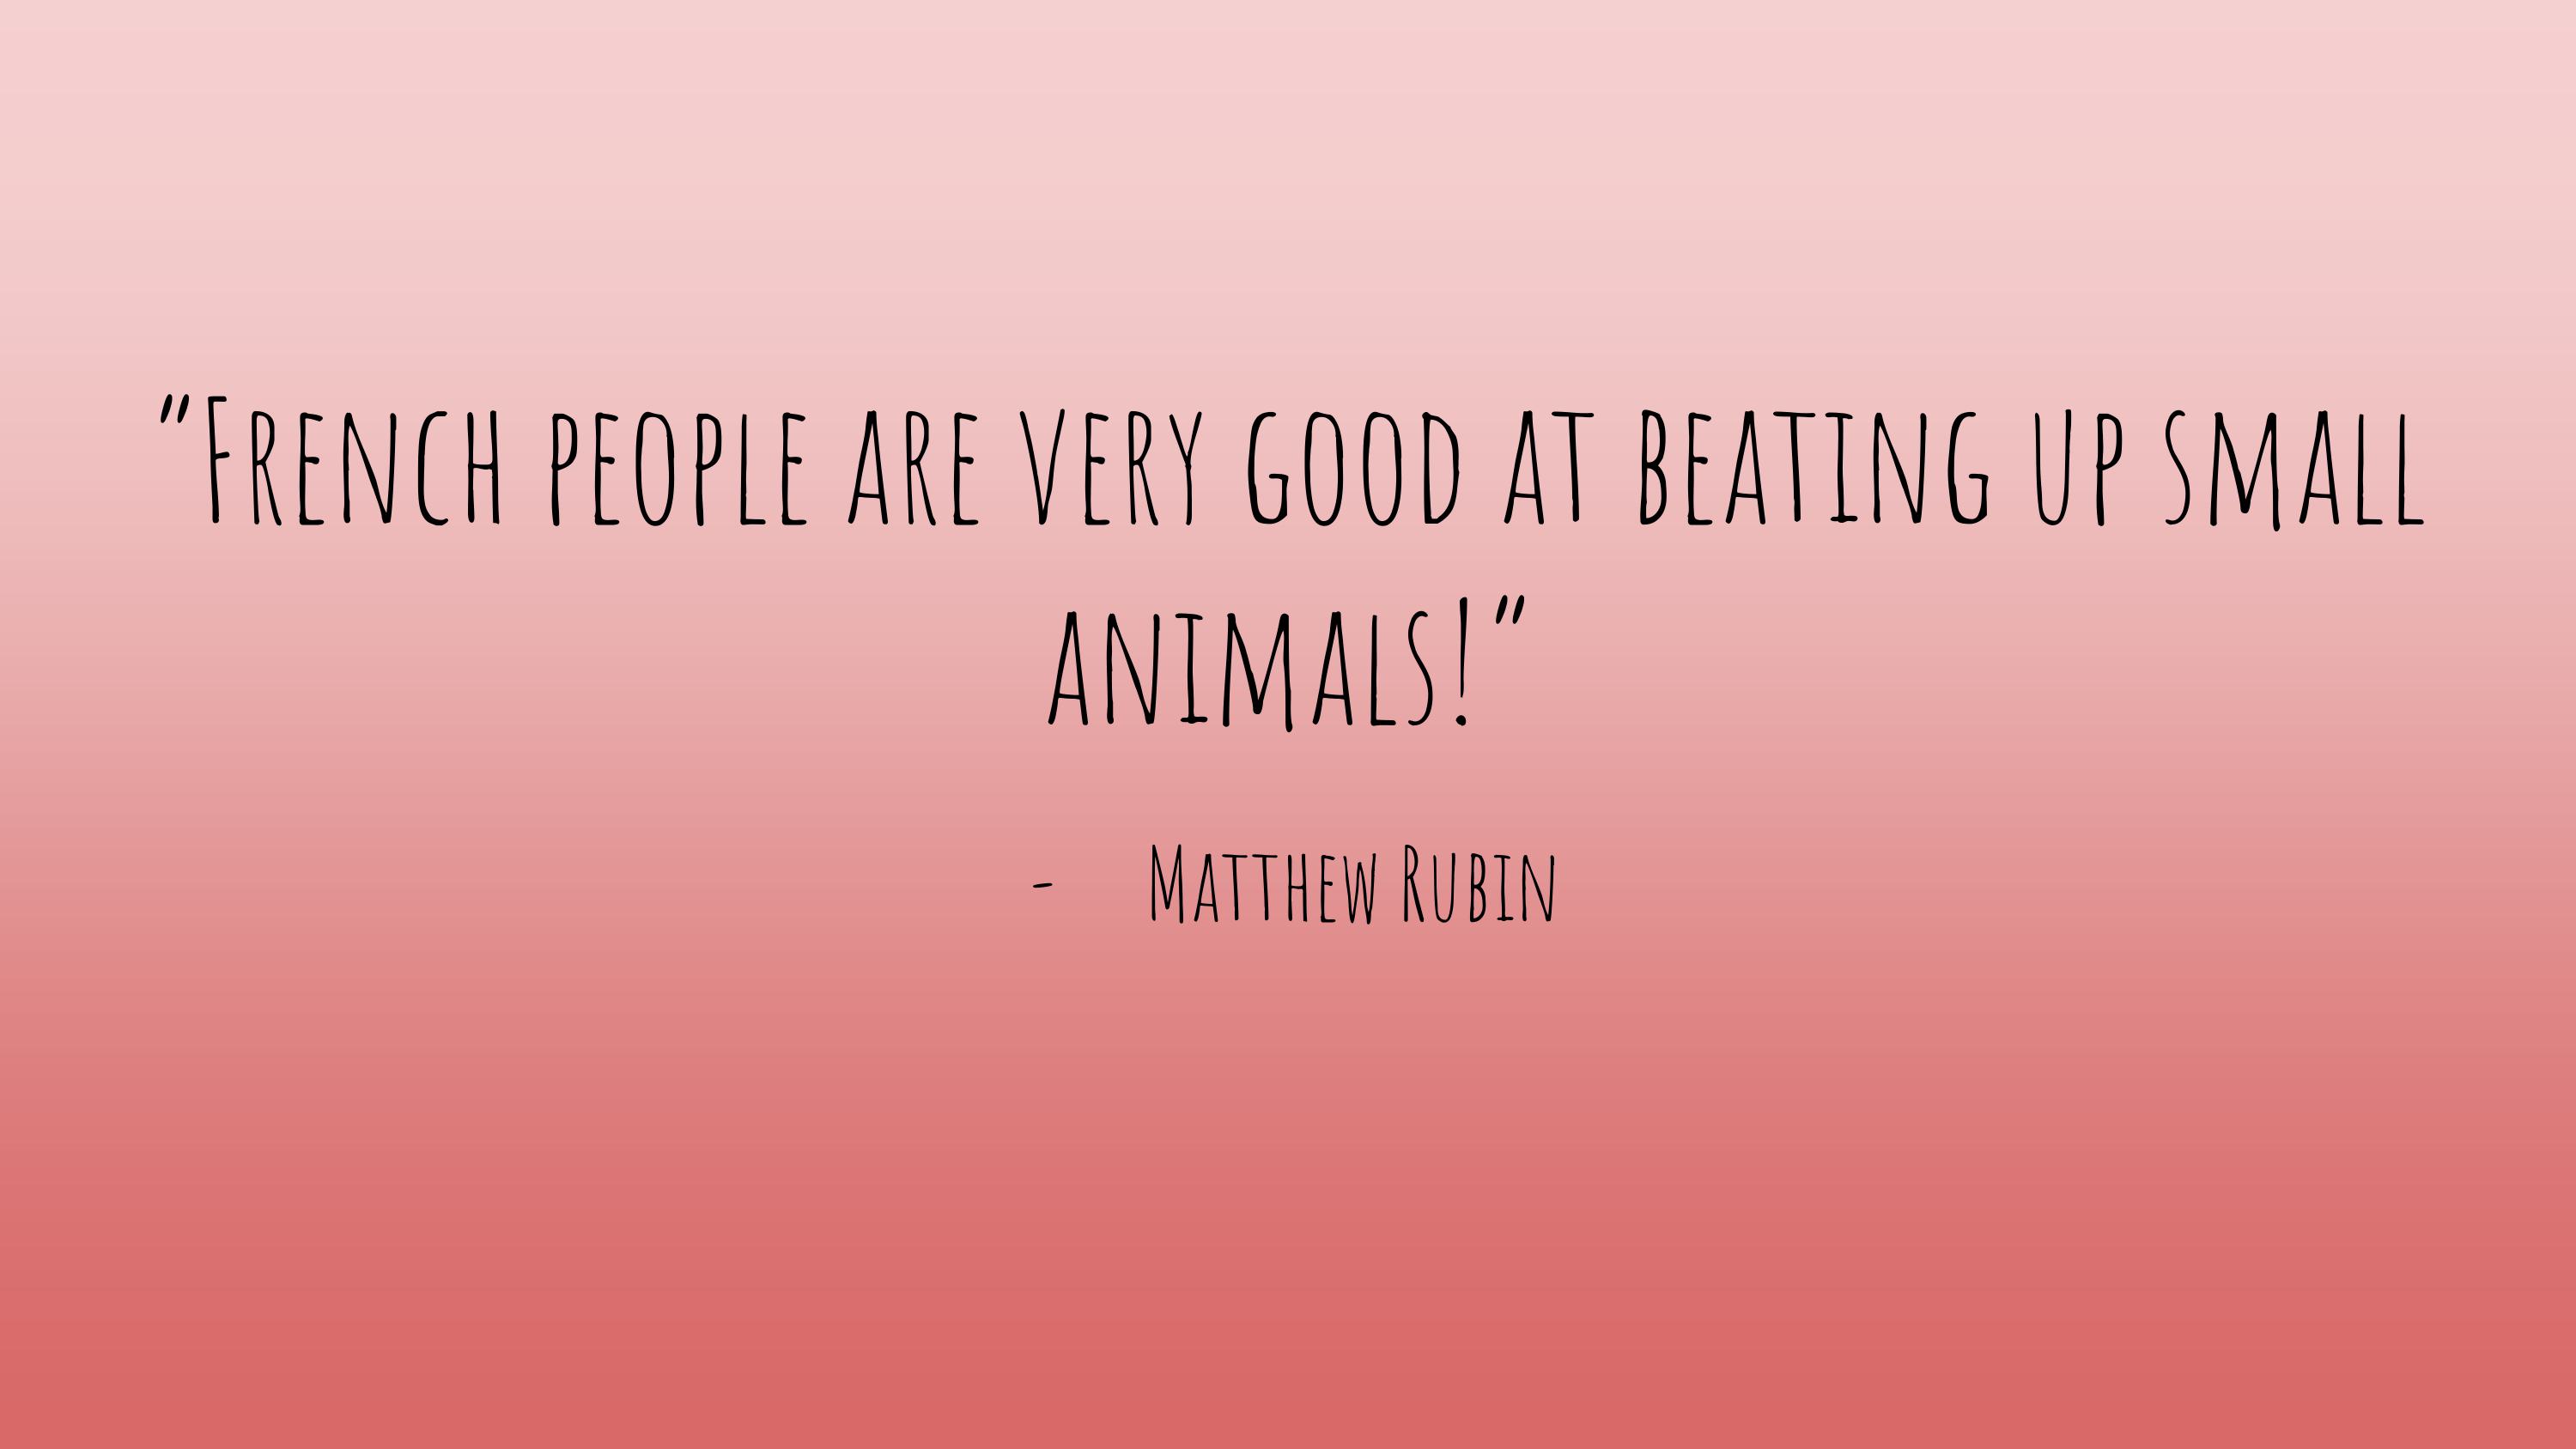 "French people are very good at beating up small
animals!"
- Matthew Rubin